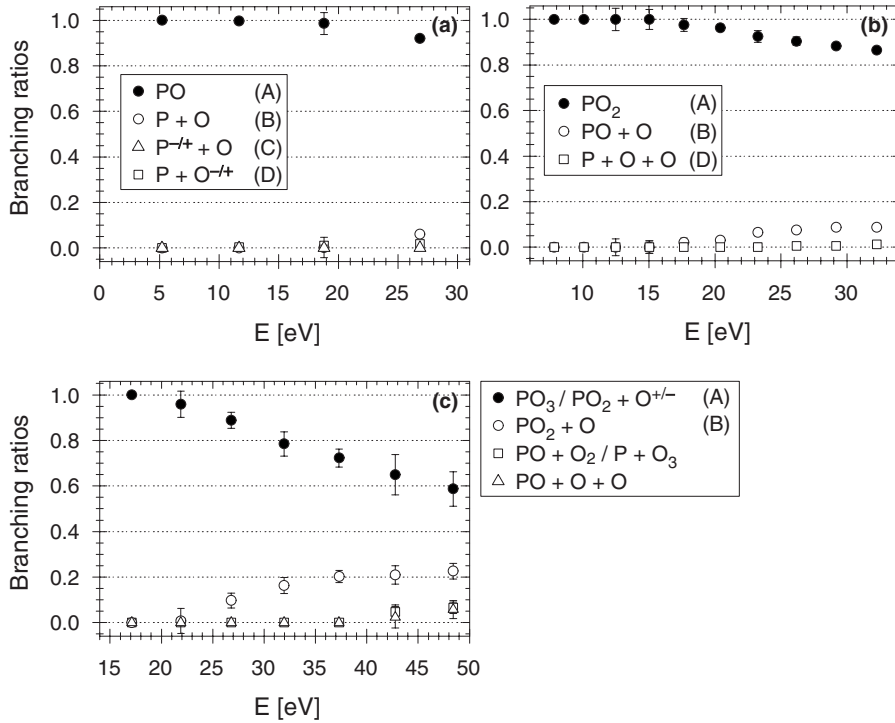 (a)
Branching ratios
1.0
0.8
0.6
0.4
0.2
0.0
● PO (A)
○ P + O (B)
△ P⁻ᐟ⁺ + O (C)
□ P + O⁻ᐟ⁺ (D)
0 5 10 15 20 25 30
E [eV]
(b)
1.0
0.8
0.6
0.4
0.2
0.0
● PO₂ (A)
○ PO + O (B)
□ P + O + O (D)
10 15 20 25 30
E [eV]
(c)
Branching ratios
1.0
0.8
0.6
0.4
0.2
0.0
15 20 25 30 35 40 45 50
E [eV]
● PO₃ / PO₂ + O⁺ᐟ⁻ (A)
○ PO₂ + O (B)
□ PO + O₂ / P + O₃
△ PO + O + O